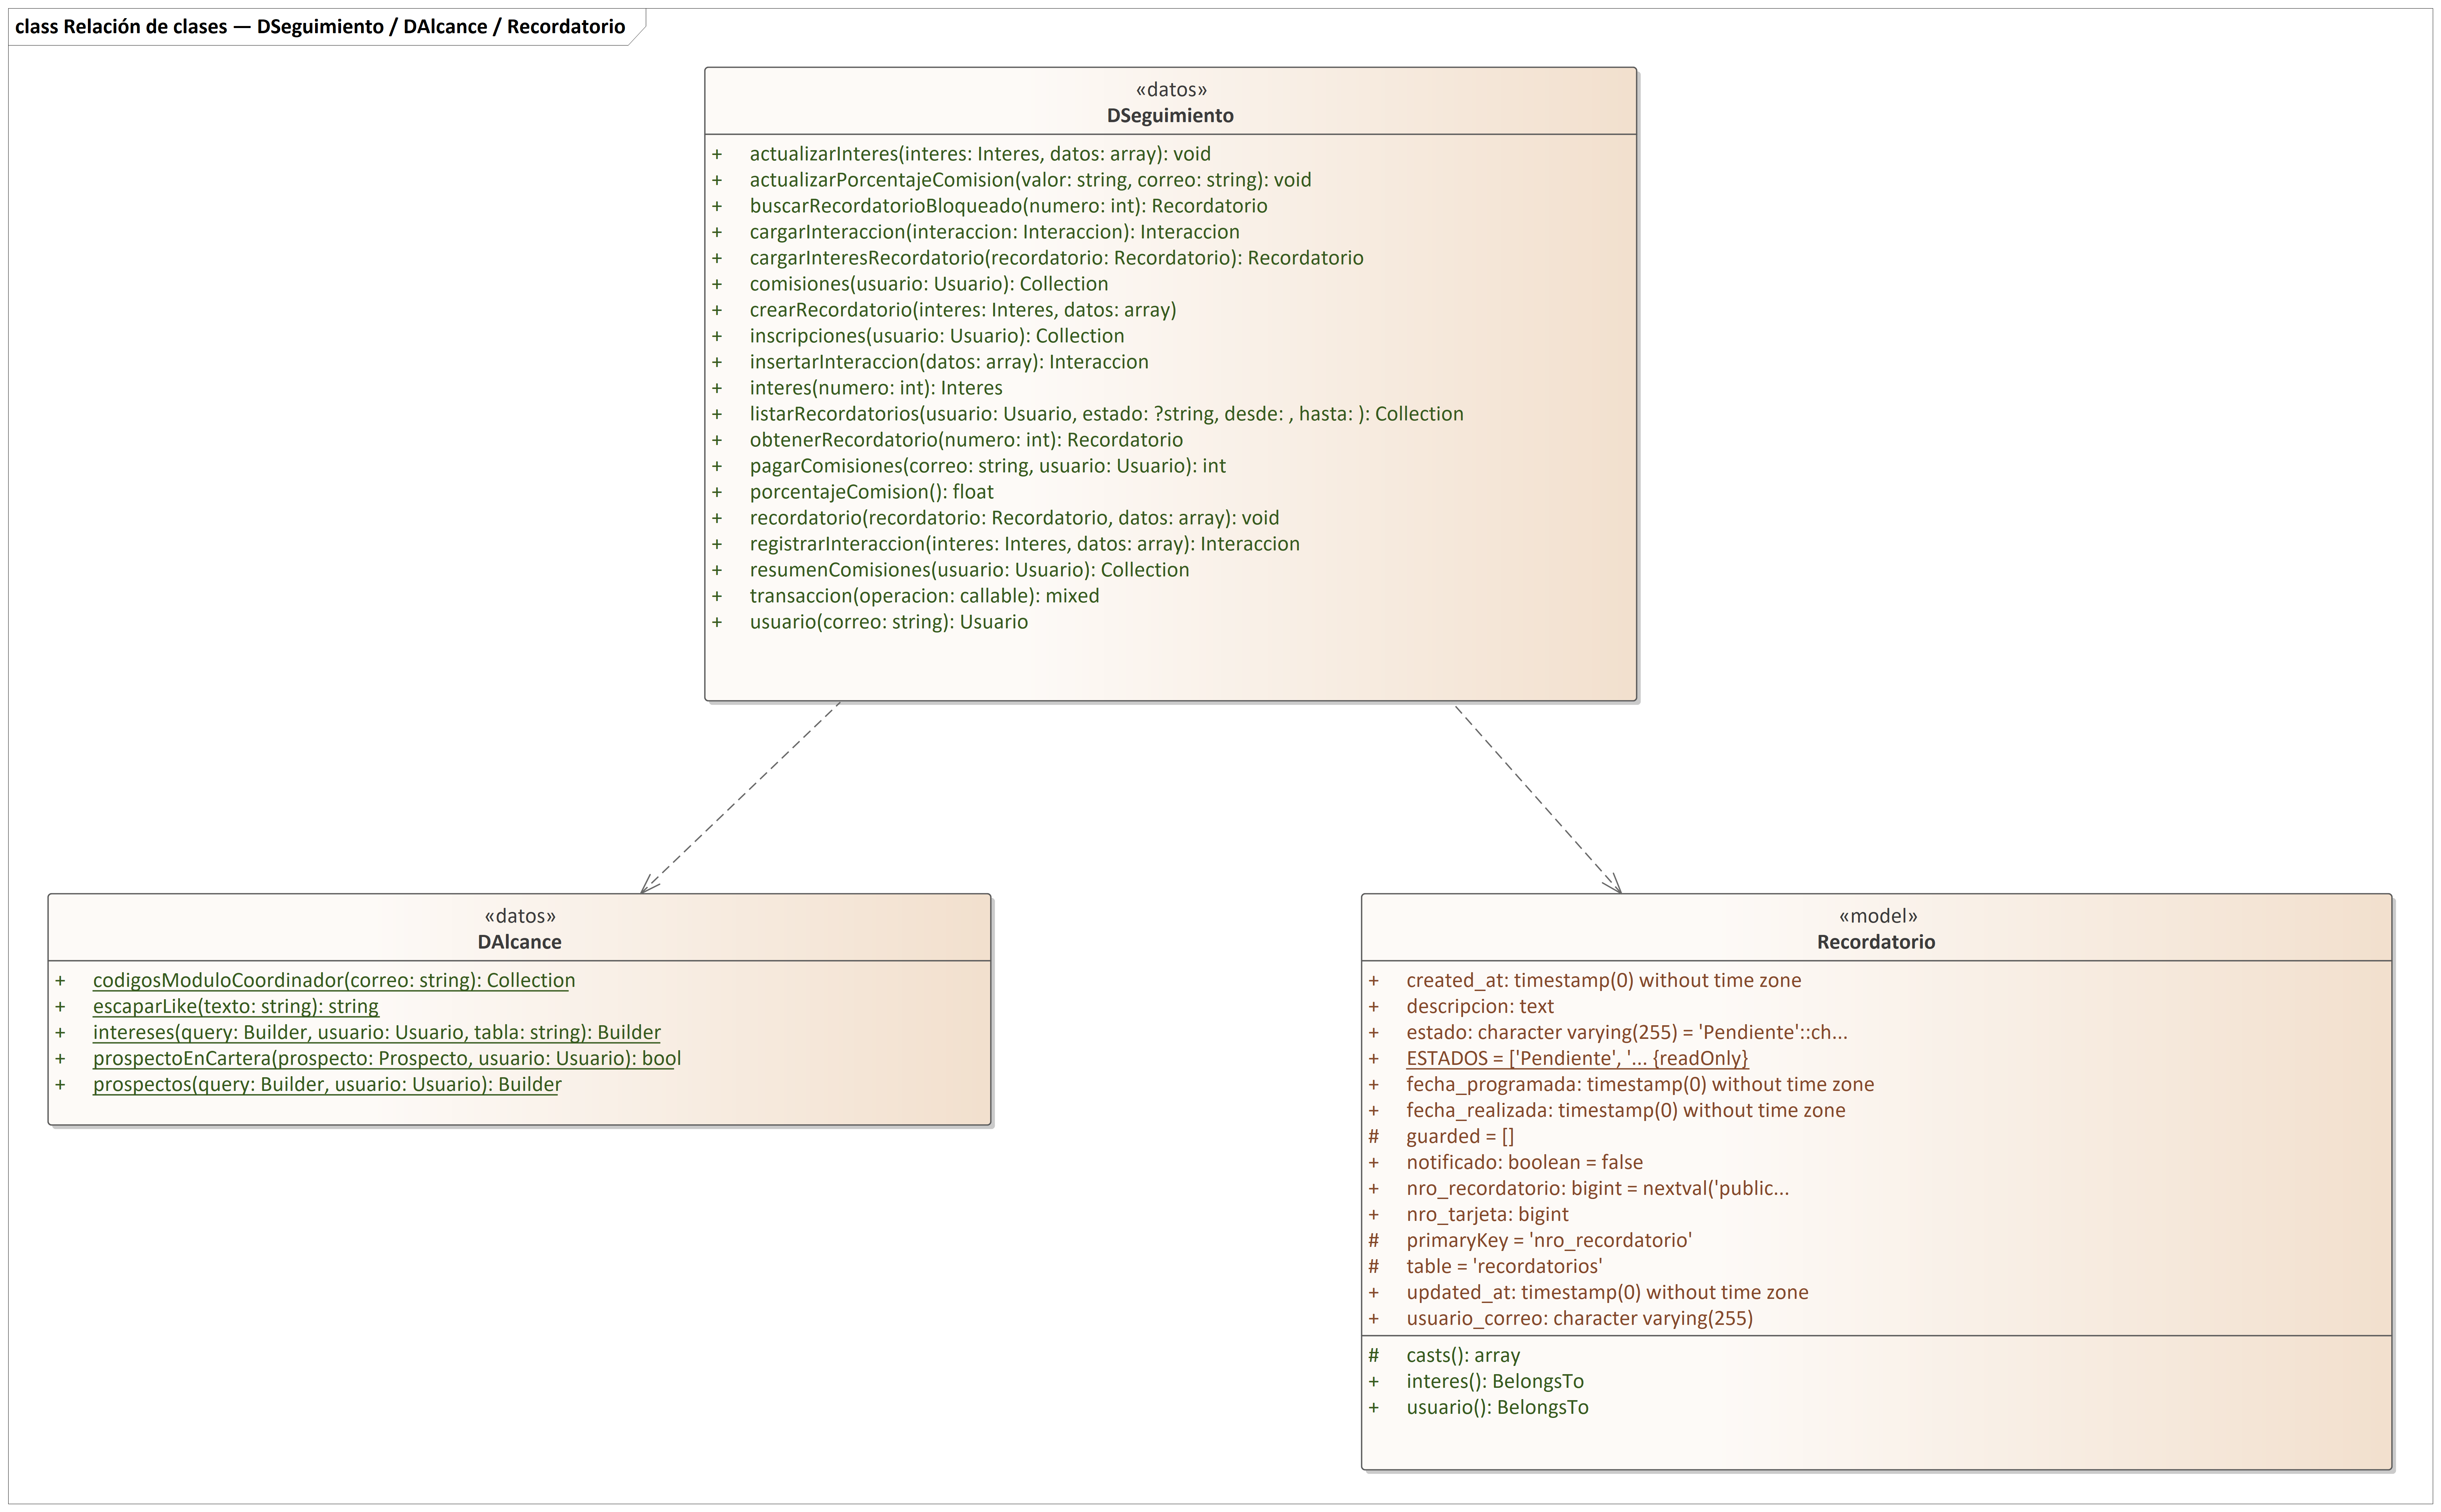 class Relación de clases — DSeguimiento / DAlcance / Recordatorio
«datos»
DSeguimiento
+ actualizarInteres(interes: Interes, datos: array): void
+ actualizarPorcentajeComision(valor: string, correo: string): void
+ buscarRecordatorioBloqueado(numero: int): Recordatorio
+ cargarInteraccion(interaccion: Interaccion): Interaccion
+ cargarInteresRecordatorio(recordatorio: Recordatorio): Recordatorio
+ comisiones(usuario: Usuario): Collection
+ crearRecordatorio(interes: Interes, datos: array)
+ inscripciones(usuario: Usuario): Collection
+ insertarInteraccion(datos: array): Interaccion
+ interes(numero: int): Interes
+ listarRecordatorios(usuario: Usuario, estado: ?string, desde: , hasta: ): Collection
+ obtenerRecordatorio(numero: int): Recordatorio
+ pagarComisiones(correo: string, usuario: Usuario): int
+ porcentajeComision(): float
+ recordatorio(recordatorio: Recordatorio, datos: array): void
+ registrarInteraccion(interes: Interes, datos: array): Interaccion
+ resumenComisiones(usuario: Usuario): Collection
+ transaccion(operacion: callable): mixed
+ usuario(correo: string): Usuario
«datos»
DAlcance
+ codigosModuloCoordinador(correo: string): Collection
+ escaparLike(texto: string): string
+ intereses(query: Builder, usuario: Usuario, tabla: string): Builder
+ prospectoEnCartera(prospecto: Prospecto, usuario: Usuario): bool
+ prospectos(query: Builder, usuario: Usuario): Builder
«model»
Recordatorio
+ created_at: timestamp(0) without time zone
+ descripcion: text
+ estado: character varying(255) = 'Pendiente'::ch...
+ ESTADOS = ['Pendiente', '... {readOnly}
+ fecha_programada: timestamp(0) without time zone
+ fecha_realizada: timestamp(0) without time zone
# guarded = []
+ notificado: boolean = false
+ nro_recordatorio: bigint = nextval('public...
+ nro_tarjeta: bigint
# primaryKey = 'nro_recordatorio'
# table = 'recordatorios'
+ updated_at: timestamp(0) without time zone
+ usuario_correo: character varying(255)
# casts(): array
+ interes(): BelongsTo
+ usuario(): BelongsTo